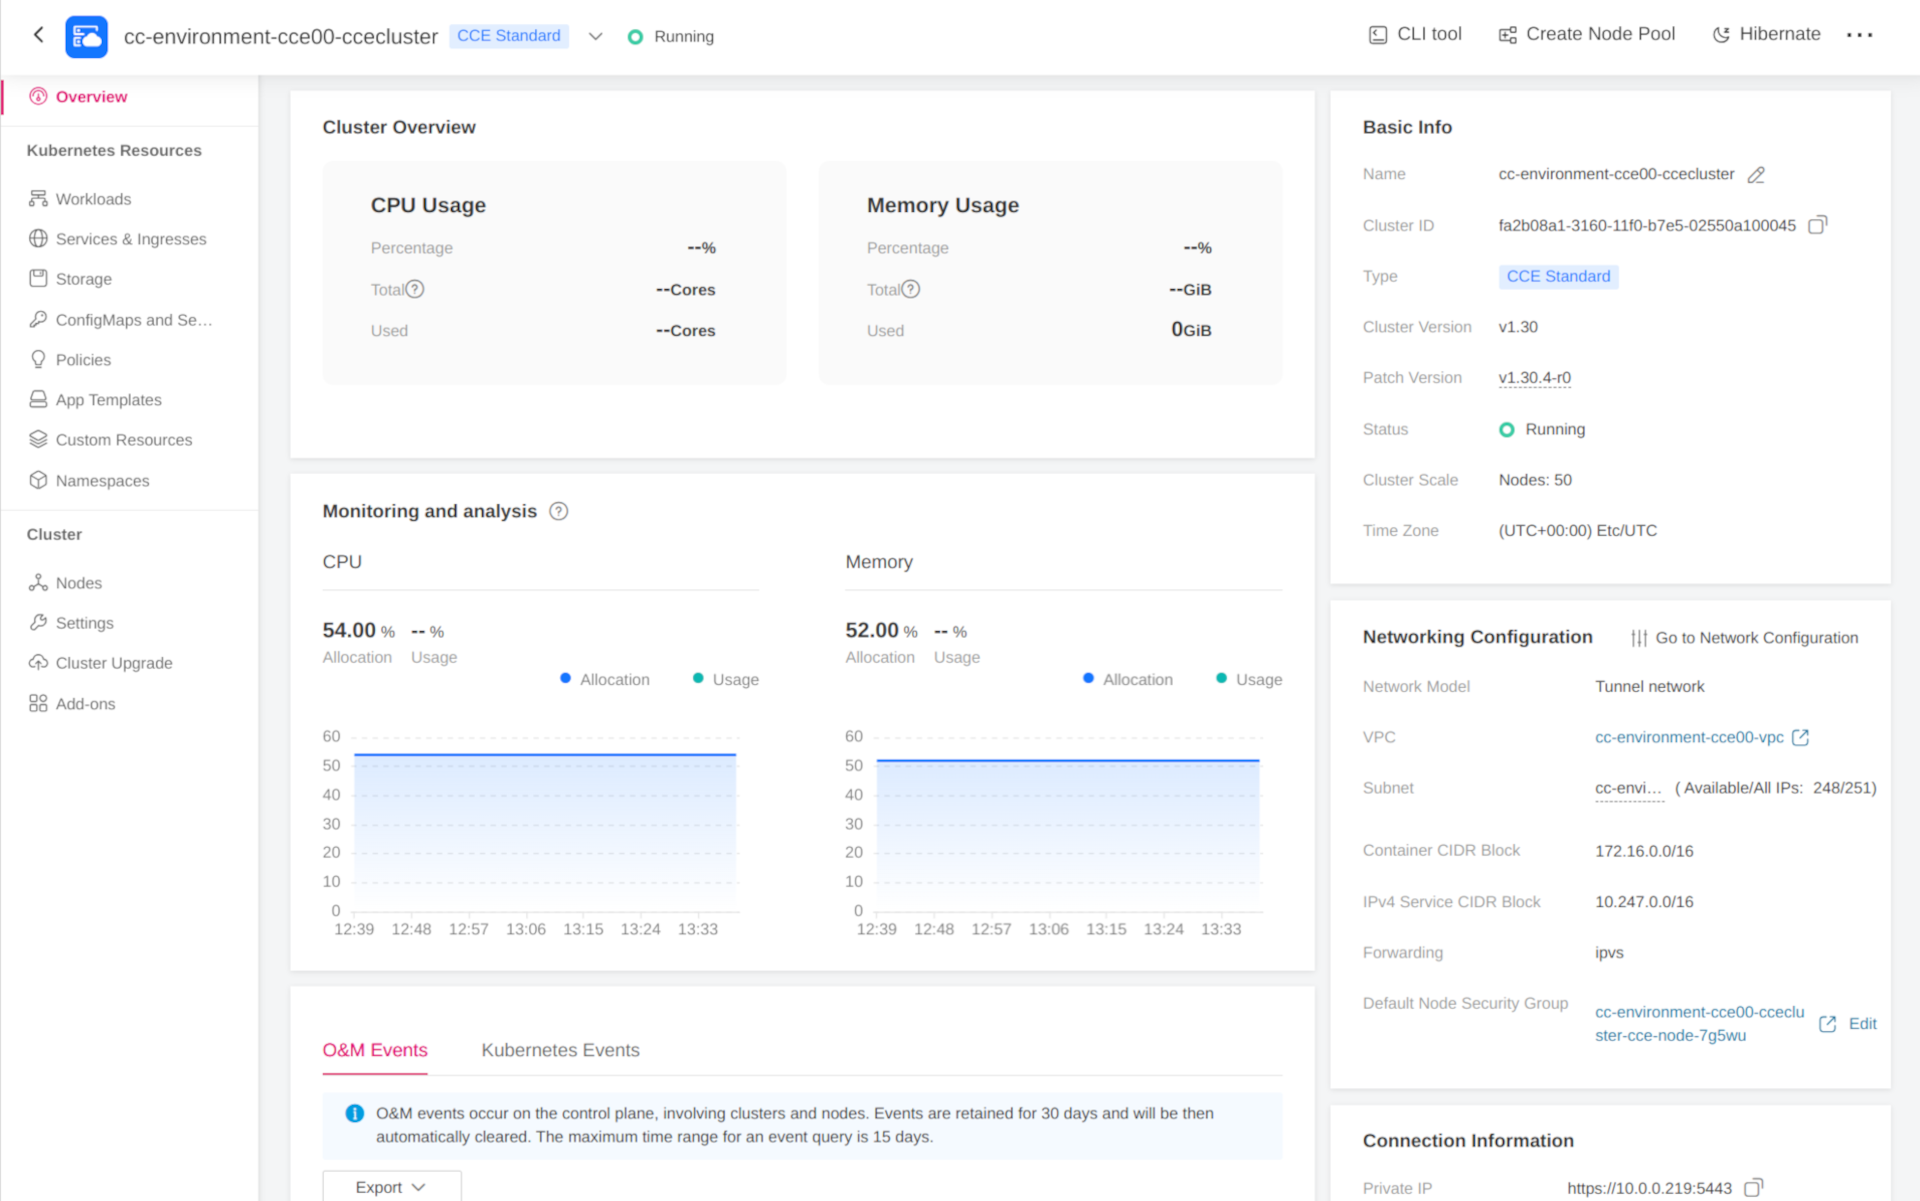 cc-environment-cce00-ccecluster CCE Standard Running CLI tool Create Node Pool Hibernate
Overview
Kubernetes Resources
Workloads
Services & Ingresses
Storage
ConfigMaps and Se...
Policies
App Templates
Custom Resources
Namespaces
Cluster
Nodes
Settings
Cluster Upgrade
Add-ons
Cluster Overview
CPU Usage
Percentage --%
Total --Cores
Used --Cores
Memory Usage
Percentage --%
Total --GiB
Used 0GiB
Monitoring and analysis
CPU
54.00 % -- %
Allocation Usage
Allocation Usage
60
50
40
30
20
10
0
12:39 12:48 12:57 13:06 13:15 13:24 13:33
Memory
52.00 % -- %
Allocation Usage
Allocation Usage
60
50
40
30
20
10
0
12:39 12:48 12:57 13:06 13:15 13:24 13:33
O&M Events Kubernetes Events
O&M events occur on the control plane, involving clusters and nodes. Events are retained for 30 days and will be then
automatically cleared. The maximum time range for an event query is 15 days.
Export
Basic Info
Name cc-environment-cce00-ccecluster
Cluster ID fa2b08a1-3160-11f0-b7e5-02550a100045
Type CCE Standard
Cluster Version v1.30
Patch Version v1.30.4-r0
Status Running
Cluster Scale Nodes: 50
Time Zone (UTC+00:00) Etc/UTC
Networking Configuration Go to Network Configuration
Network Model Tunnel network
VPC cc-environment-cce00-vpc
Subnet cc-envi... ( Available/All IPs: 248/251)
Container CIDR Block 172.16.0.0/16
IPv4 Service CIDR Block 10.247.0.0/16
Forwarding ipvs
Default Node Security Group cc-environment-cce00-cceclu
ster-cce-node-7g5wu Edit
Connection Information
Private IP https://10.0.0.219:5443